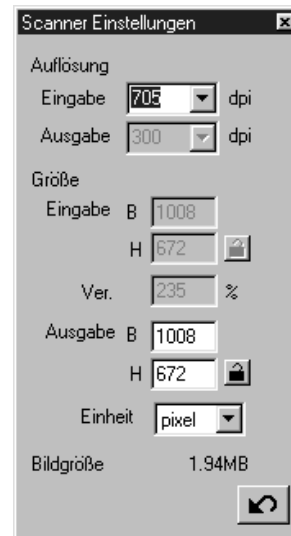 Scanner Einstellungen
Auflösung
Eingabe 705 dpi
Ausgabe 300 dpi
Größe
Eingabe B 1008
H 672
Ver. 235 %
Ausgabe B 1008
H 672
Einheit pixel
Bildgröße 1.94MB